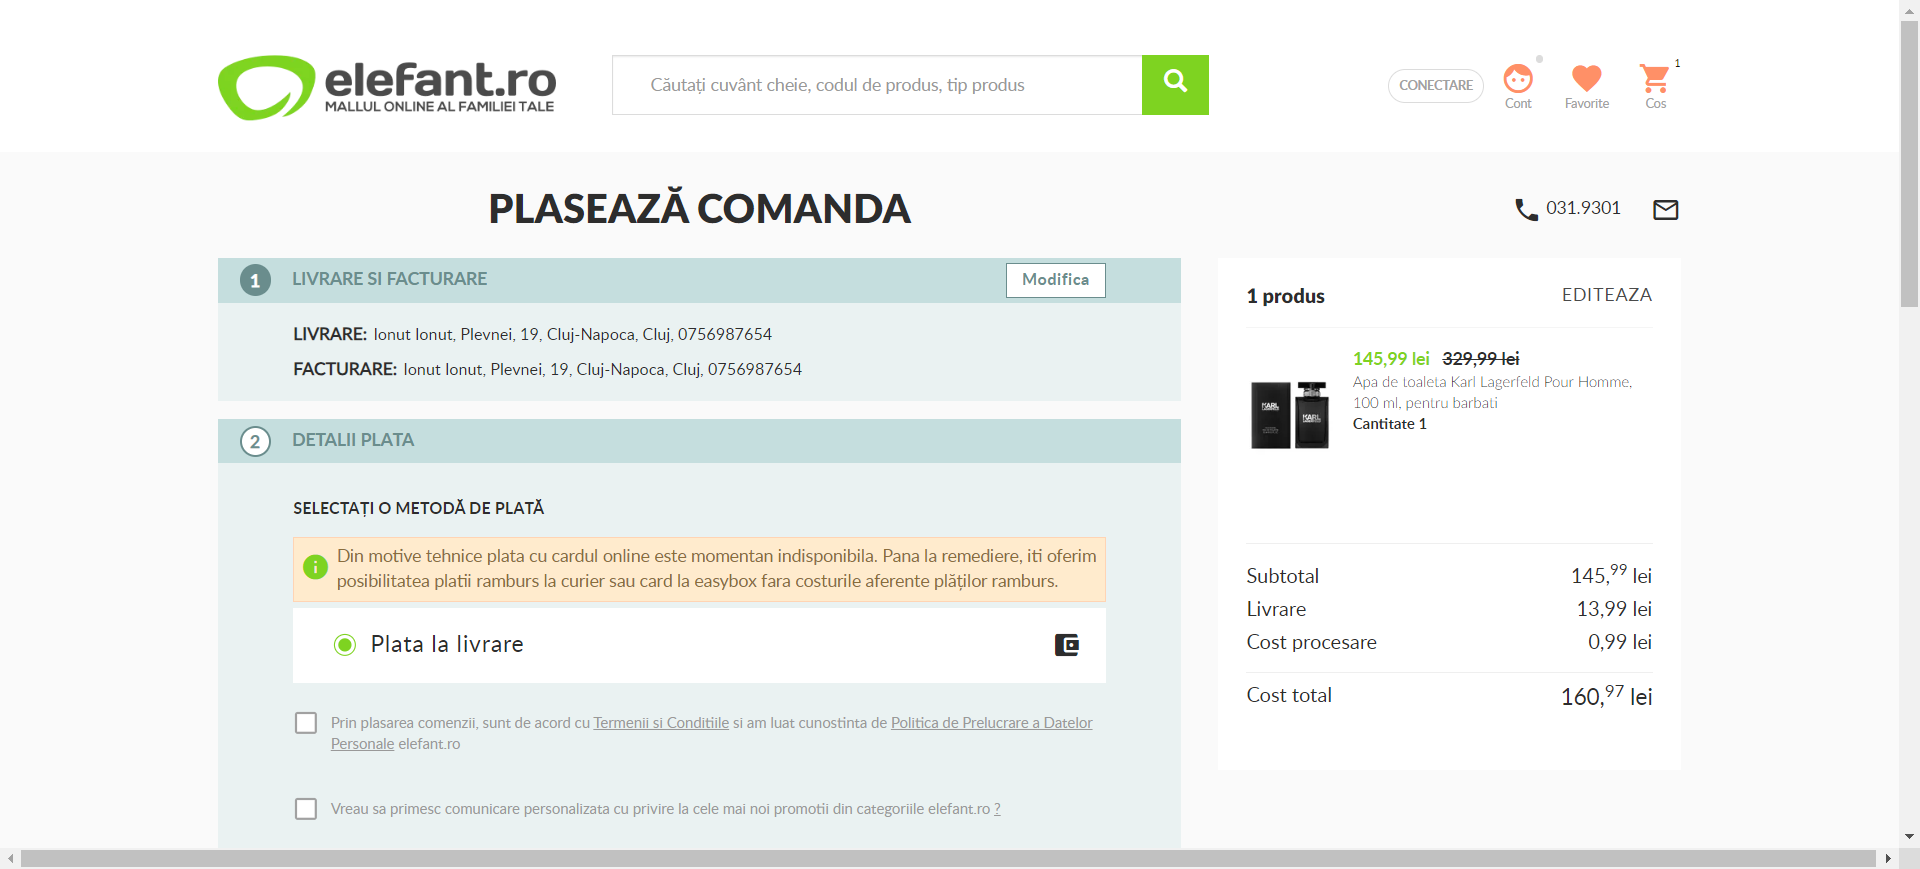 elefant.ro
MALLUL ONLINE AL FAMILIEI TALE
Căutați cuvânt cheie, codul de produs, tip produs
CONECTARE
Cont
Favorite
1
Cos
PLASEAZĂ COMANDA
031.9301
1 LIVRARE SI FACTURARE
Modifica
LIVRARE: Ionut Ionut, Plevnei, 19, Cluj-Napoca, Cluj, 0756987654
FACTURARE: Ionut Ionut, Plevnei, 19, Cluj-Napoca, Cluj, 0756987654
2 DETALII PLATA
SELECTAȚI O METODĂ DE PLATĂ
Din motive tehnice plata cu cardul online este momentan indisponibila. Pana la remediere, iti oferim
posibilitatea platii ramburs la curier sau card la easybox fara costurile aferente plăților ramburs.
Plata la livrare
Prin plasarea comenzii, sunt de acord cu Termenii si Conditiile si am luat cunostinta de Politica de Prelucrare a Datelor
Personale elefant.ro
Vreau sa primesc comunicare personalizata cu privire la cele mai noi promotii din categoriile elefant.ro ?
1 produs
EDITEAZA
145,99 lei 329,99 lei
Apa de toaleta Karl Lagerfeld Pour Homme,
100 ml, pentru barbati
Cantitate 1
KARL
KARL
Subtotal 145,99 lei
Livrare 13,99 lei
Cost procesare 0,99 lei
Cost total 160,97 lei